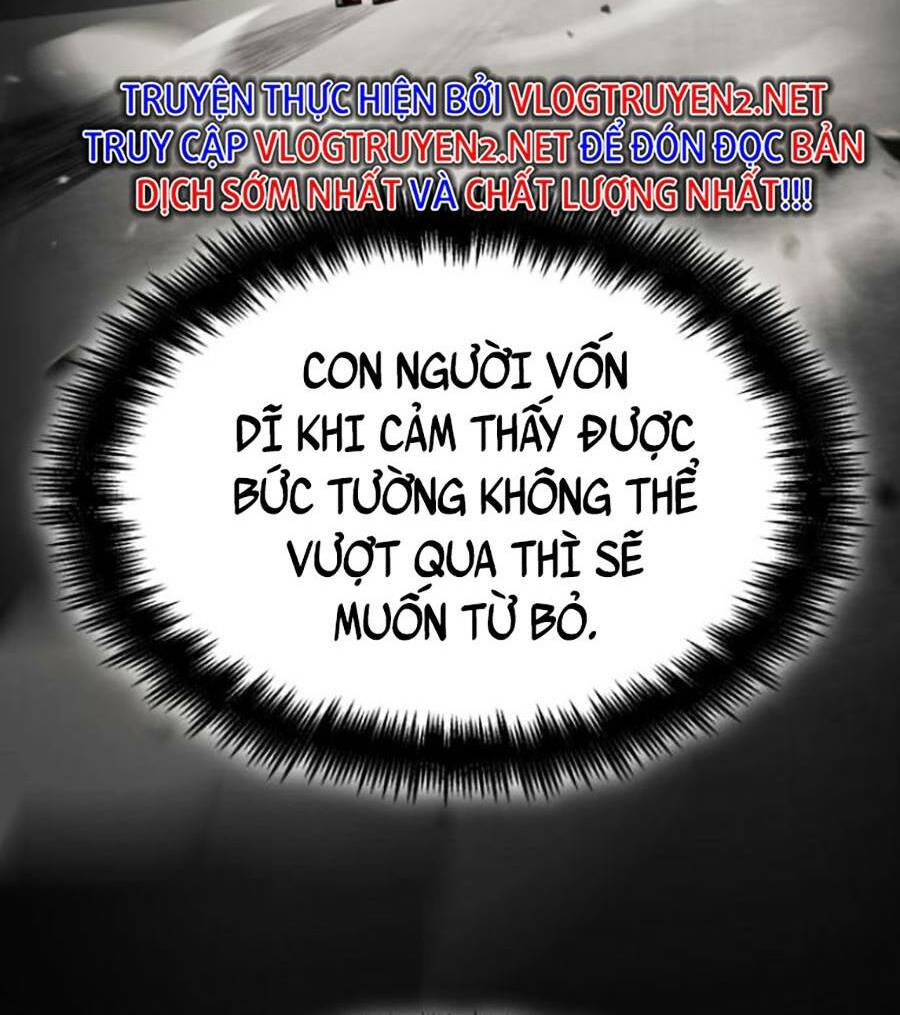 TRUYỆN THỰC HIỆN BỞI VLOGTRUYEN2.NET
TRUY CẬP VLOGTRUYEN2.NET ĐỂ ĐÓN ĐỌC BẢN
DỊCH SỚM NHẤT VÀ CHẤT LƯỢNG NHẤT!!!
CON NGƯỜI VỐN
DĨ KHI CẢM THẤY ĐƯỢC
BỨC TƯỜNG KHÔNG THỂ
VƯỢT QUA THÌ SẼ
MUỐN TỪ BỎ.